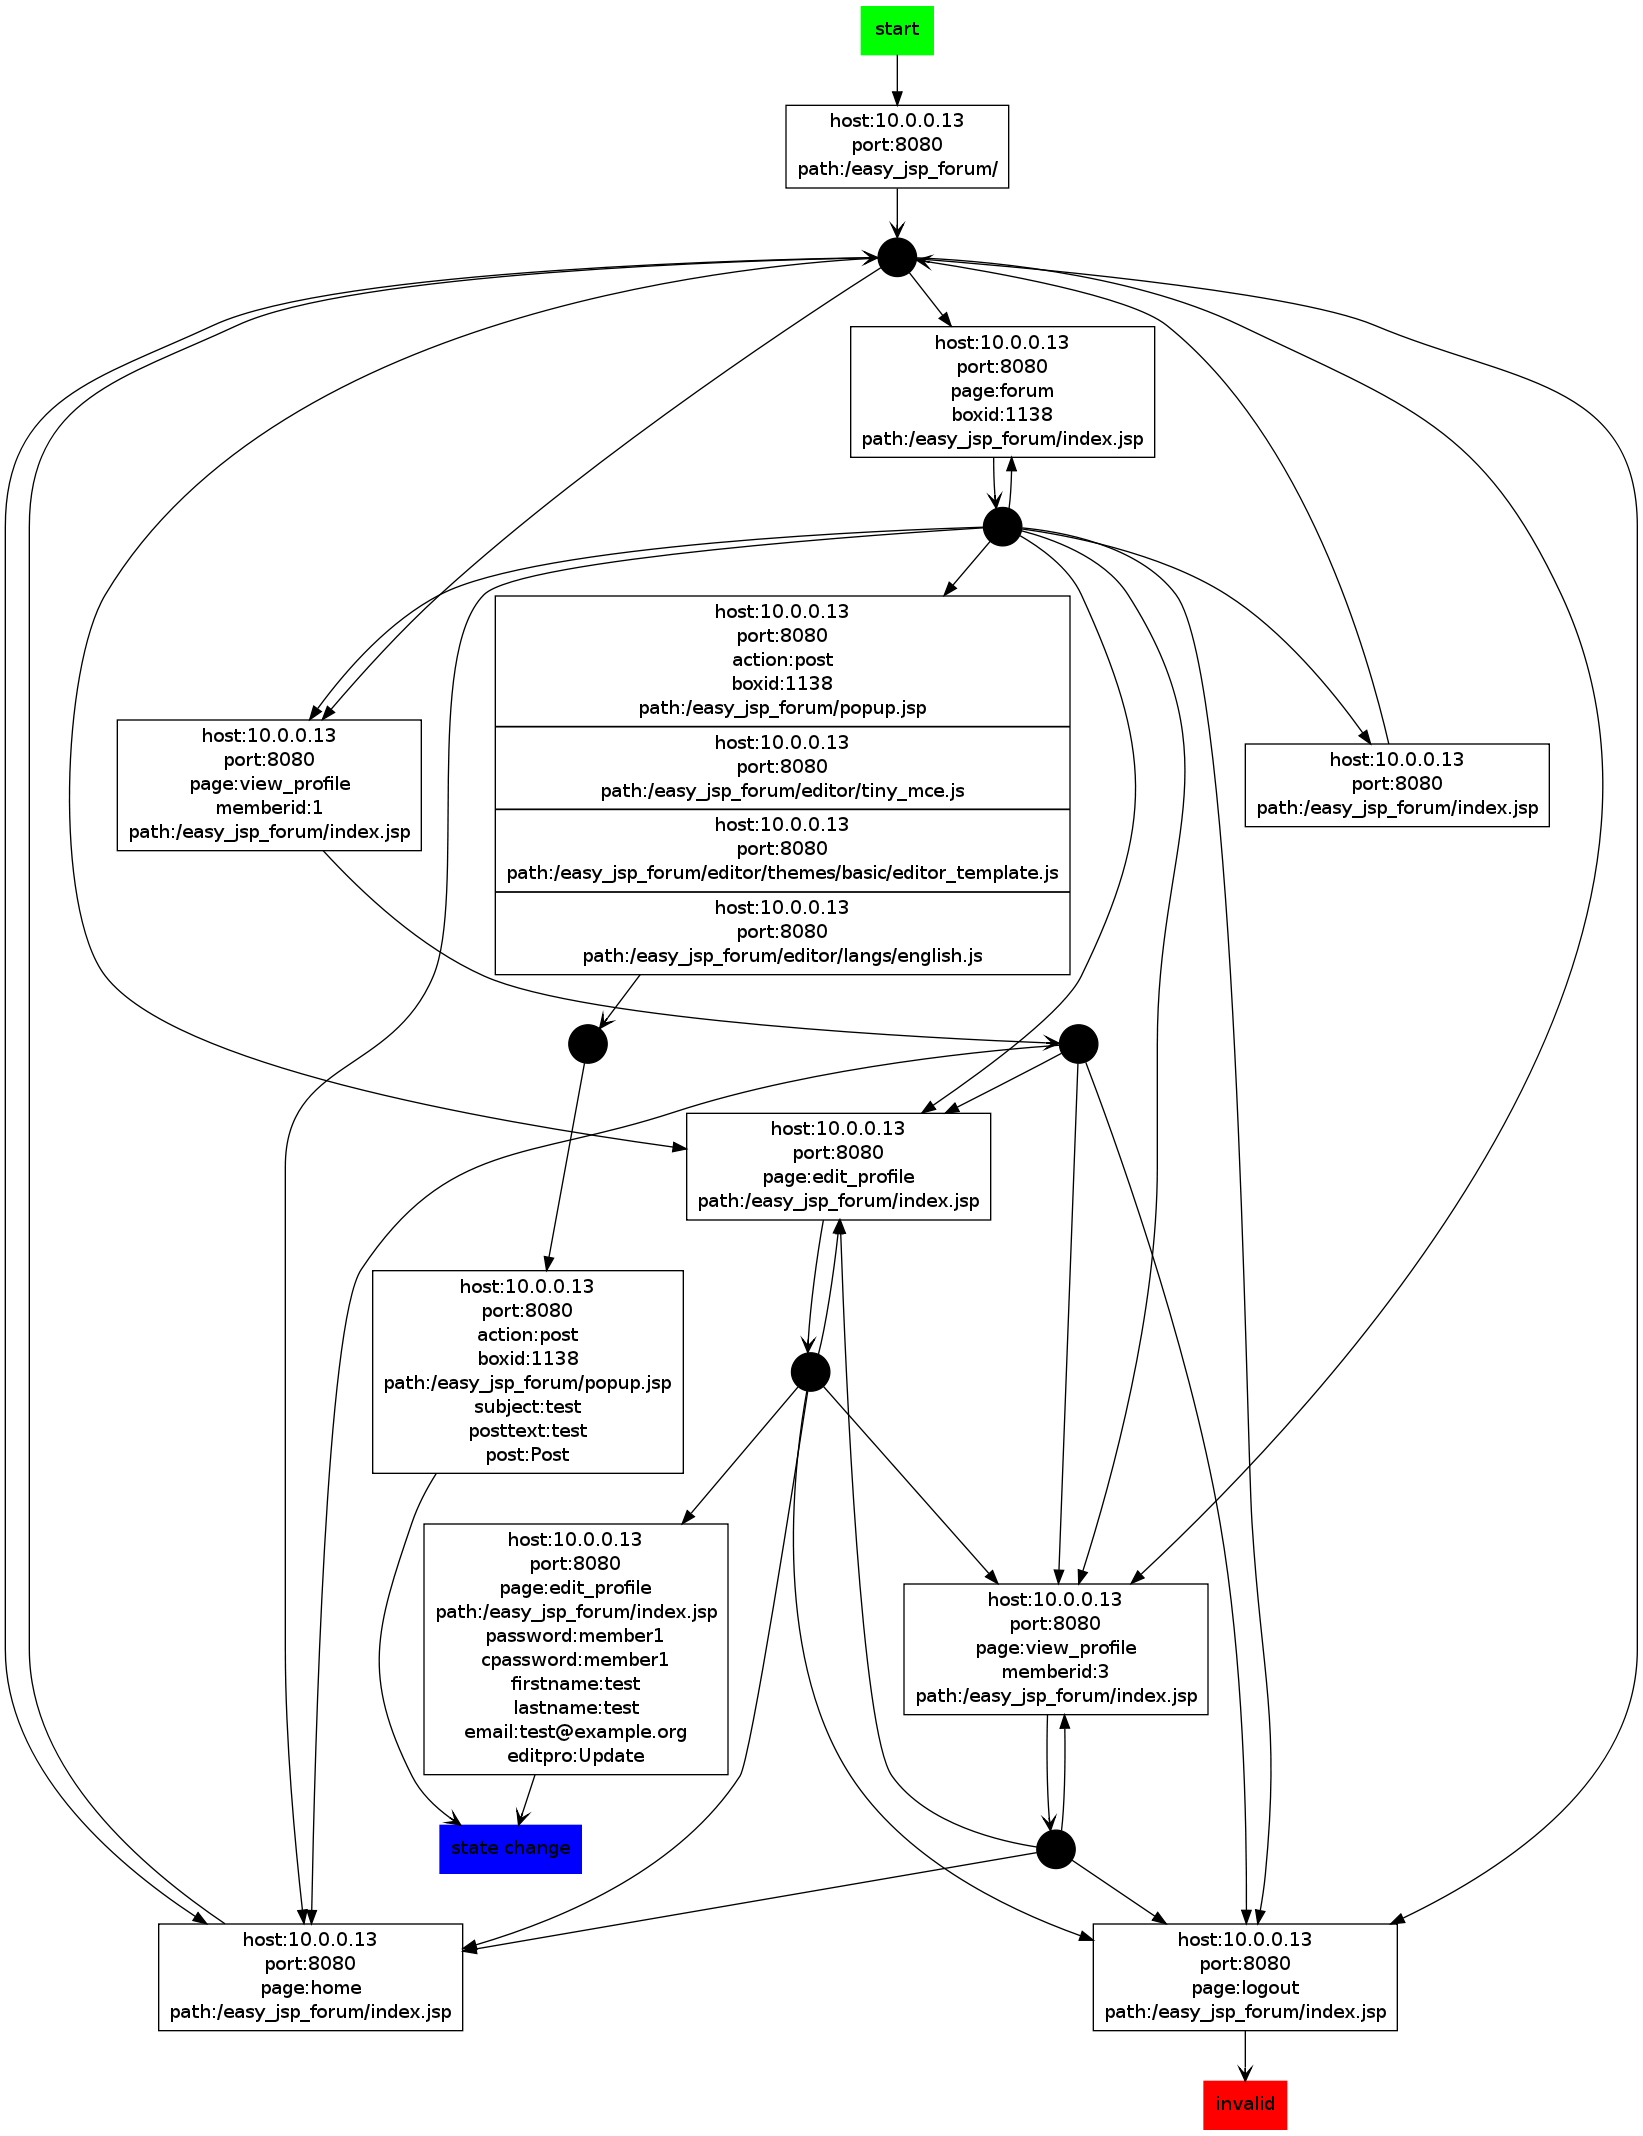 start
host:10.0.0.13
port:8080
path:/easy_jsp_forum/
host:10.0.0.13
port:8080
page:forum
boxid:1138
path:/easy_jsp_forum/index.jsp
host:10.0.0.13
port:8080
action:post
boxid:1138
path:/easy_jsp_forum/popup.jsp
host:10.0.0.13
port:8080
path:/easy_jsp_forum/editor/tiny_mce.js
host:10.0.0.13
port:8080
path:/easy_jsp_forum/editor/themes/basic/editor_template.js
host:10.0.0.13
port:8080
path:/easy_jsp_forum/editor/langs/english.js
host:10.0.0.13
port:8080
page:view_profile
memberid:1
path:/easy_jsp_forum/index.jsp
host:10.0.0.13
port:8080
path:/easy_jsp_forum/index.jsp
host:10.0.0.13
port:8080
page:edit_profile
path:/easy_jsp_forum/index.jsp
host:10.0.0.13
port:8080
action:post
boxid:1138
path:/easy_jsp_forum/popup.jsp
subject:test
posttext:test
post:Post
host:10.0.0.13
port:8080
page:edit_profile
path:/easy_jsp_forum/index.jsp
password:member1
cpassword:member1
firstname:test
lastname:test
email:test@example.org
editpro:Update
host:10.0.0.13
port:8080
page:view_profile
memberid:3
path:/easy_jsp_forum/index.jsp
state change
host:10.0.0.13
port:8080
page:home
path:/easy_jsp_forum/index.jsp
host:10.0.0.13
port:8080
page:logout
path:/easy_jsp_forum/index.jsp
invalid